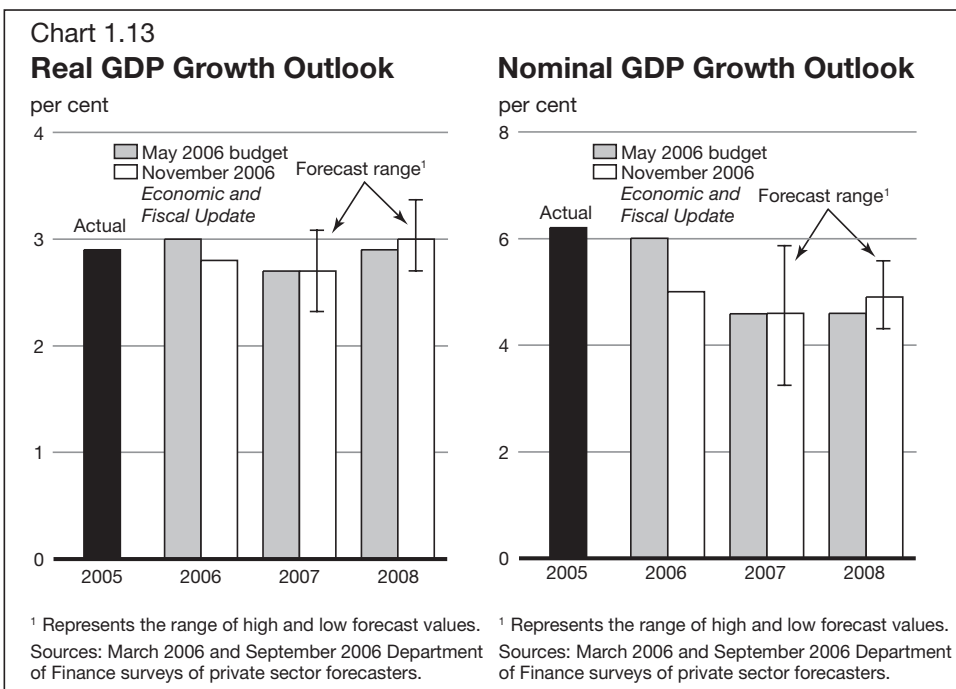 Chart 1.13
Real GDP Growth Outlook
per cent
4
May 2006 budget
November 2006
Economic and
Fiscal Update
Forecast range¹
Actual
3
2
1
0
2005 2006 2007 2008
¹ Represents the range of high and low forecast values.
Sources: March 2006 and September 2006 Department
of Finance surveys of private sector forecasters.
Nominal GDP Growth Outlook
per cent
8
May 2006 budget
November 2006
Economic and
Fiscal Update
Forecast range¹
Actual
6
4
2
0
2005 2006 2007 2008
¹ Represents the range of high and low forecast values.
Sources: March 2006 and September 2006 Department
of Finance surveys of private sector forecasters.